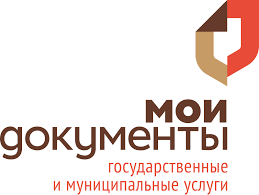 мои
документы
государственные
и муниципальные услуги